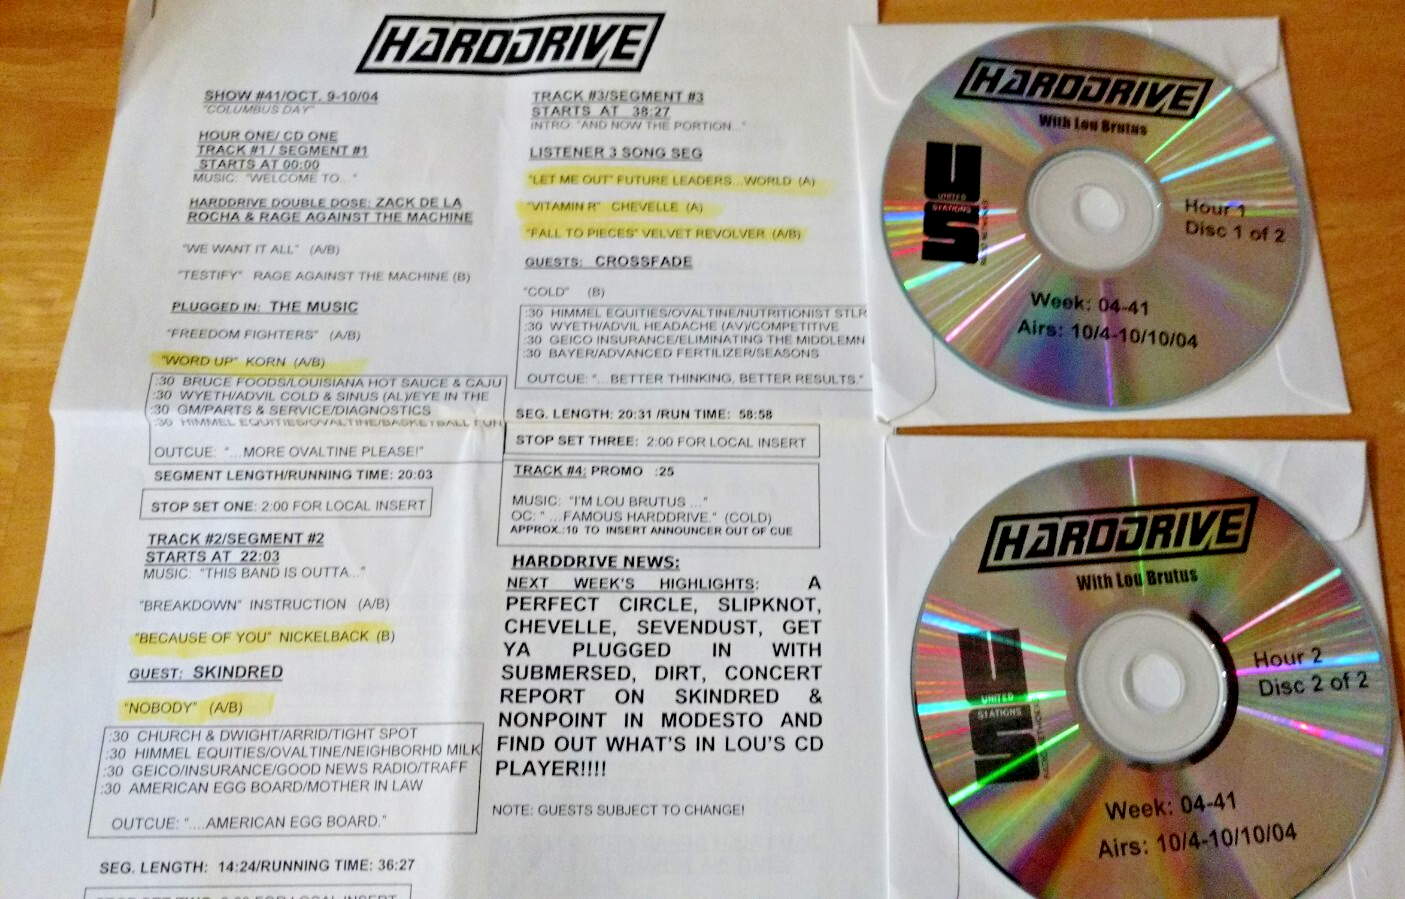 HARDDRIVE
SHOW #41/OCT. 9-10/04
"COLUMBUS DAY"
HOUR ONE/ CD ONE
TRACK #1 / SEGMENT #1
STARTS AT 00:00
MUSIC: "WELCOME TO..."
HARDDRIVE DOUBLE DOSE: ZACK DE LA
ROCHA & RAGE AGAINST THE MACHINE
"WE WANT IT ALL" (A/B)
"TESTIFY" RAGE AGAINST THE MACHINE (B)
PLUGGED IN: THE MUSIC
"FREEDOM FIGHTERS" (A/B)
"WORD UP" KORN (A/B)
:30 BRUCE FOODS/LOUISIANA HOT SAUCE & CAJU
:30 WYETH/ADVIL COLD & SINUS (AL)/EYE IN THE
:30 GM/PARTS & SERVICE/DIAGNOSTICS
:30 HIMMEL EQUITIES/OVALTINE/BASKETBALL FUN
OUTCUE: "...MORE OVALTINE PLEASE!"
SEGMENT LENGTH/RUNNING TIME: 20:03
STOP SET ONE: 2:00 FOR LOCAL INSERT
TRACK #2/SEGMENT #2
STARTS AT 22:03
MUSIC: "THIS BAND IS OUTTA..."
"BREAKDOWN" INSTRUCTION (A/B)
"BECAUSE OF YOU" NICKELBACK (B)
GUEST: SKINDRED
"NOBODY" (A/B)
:30 CHURCH & DWIGHT/ARRID/TIGHT SPOT
:30 HIMMEL EQUITIES/OVALTINE/NEIGHBORHD MILK
:30 GEICO/INSURANCE/GOOD NEWS RADIO/TRAFF
:30 AMERICAN EGG BOARD/MOTHER IN LAW
OUTCUE: "....AMERICAN EGG BOARD."
SEG. LENGTH: 14:24/RUNNING TIME: 36:27
TRACK #3/SEGMENT #3
STARTS AT 38:27
INTRO: "AND NOW THE PORTION..."
LISTENER 3 SONG SEG
"LET ME OUT" FUTURE LEADERS...WORLD (A)
"VITAMIN R" CHEVELLE (A)
"FALL TO PIECES" VELVET REVOLVER (A/B)
GUESTS: CROSSFADE
"COLD" (B)
:30 HIMMEL EQUITIES/OVALTINE/NUTRITIONIST STLR
:30 WYETH/ADVIL HEADACHE (AV)/COMPETITIVE
:30 GEICO INSURANCE/ELIMINATING THE MIDDLEMN
:30 BAYER/ADVANCED FERTILIZER/SEASONS
OUTCUE: "...BETTER THINKING, BETTER RESULTS."
SEG. LENGTH: 20:31 /RUN TIME: 58:58
STOP SET THREE: 2:00 FOR LOCAL INSERT
TRACK #4: PROMO :25
MUSIC: "I'M LOU BRUTUS ..."
OC: "...FAMOUS HARDDRIVE." (COLD)
APPROX.:10 TO INSERT ANNOUNCER OUT OF CUE
HARDDRIVE NEWS:
NEXT WEEK'S HIGHLIGHTS: A
PERFECT CIRCLE, SLIPKNOT,
CHEVELLE, SEVENDUST, GET
YA PLUGGED IN WITH
SUBMERSED, DIRT, CONCERT
REPORT ON SKINDRED &
NONPOINT IN MODESTO AND
FIND OUT WHAT'S IN LOU'S CD
PLAYER!!!!
NOTE: GUESTS SUBJECT TO CHANGE!
HARDDRIVE
With Lou Brutus
US
UNITED
STATIONS
Hour 1
Disc 1 of 2
Week: 04-41
Airs: 10/4-10/10/04
HARDDRIVE
With Lou Brutus
US
UNITED
STATIONS
Hour 2
Disc 2 of 2
Week: 04-41
Airs: 10/4-10/10/04